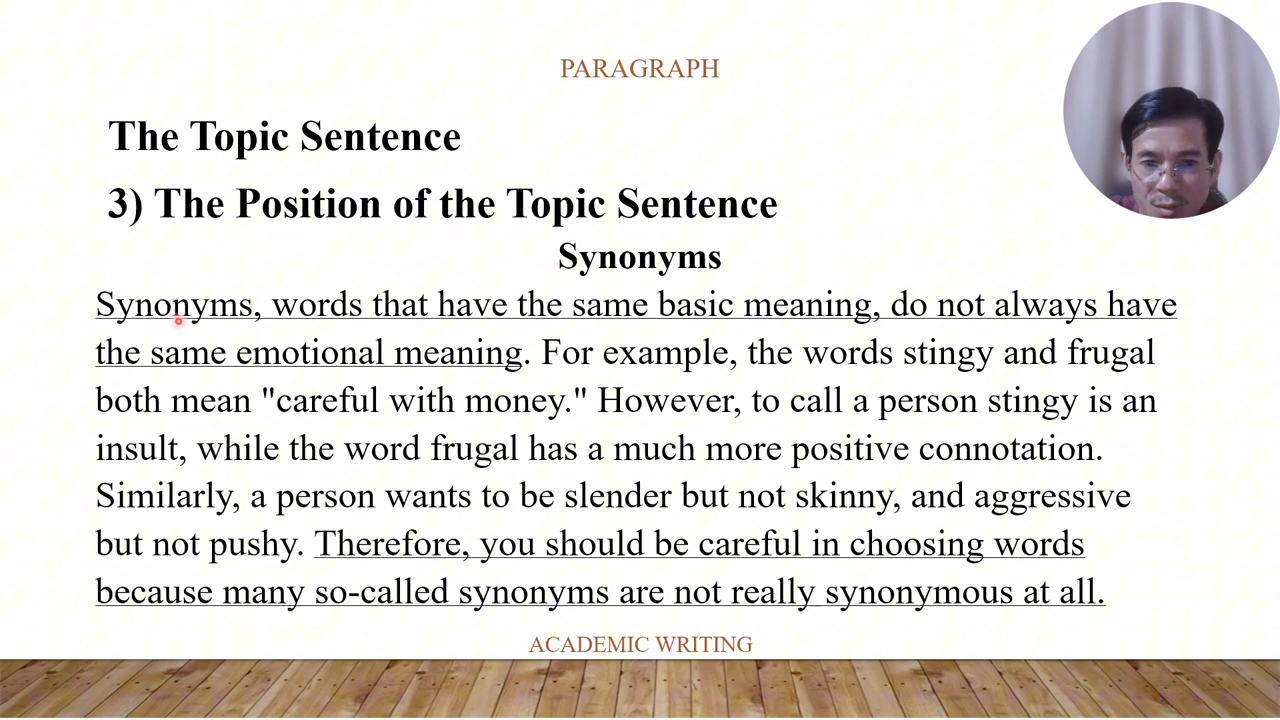 PARAGRAPH
The Topic Sentence
3) The Position of the Topic Sentence
Synonyms
Synonyms, words that have the same basic meaning, do not always have
the same emotional meaning. For example, the words stingy and frugal
both mean "careful with money." However, to call a person stingy is an
insult, while the word frugal has a much more positive connotation.
Similarly, a person wants to be slender but not skinny, and aggressive
but not pushy. Therefore, you should be careful in choosing words
because many so-called synonyms are not really synonymous at all.
ACADEMIC WRITING